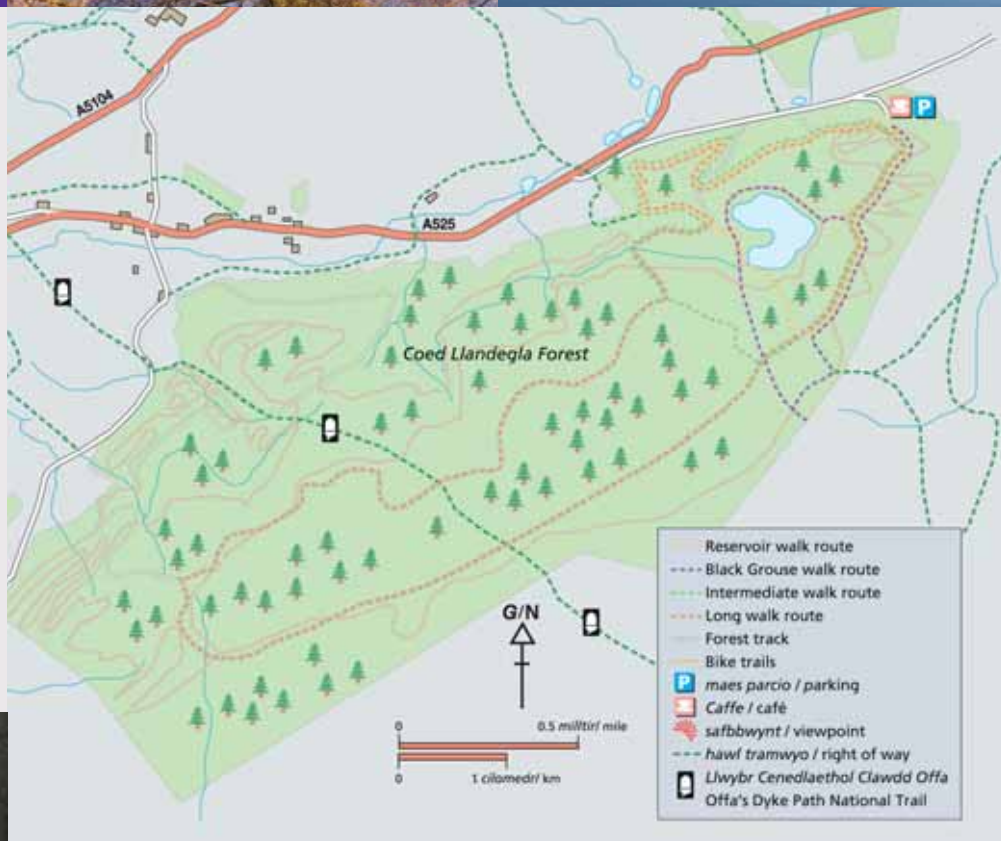 A5104
A525
P
Coed Llandegla Forest
G/N
0
0.5 milltir/ mile
0
1 cilomedr/ km
Reservoir walk route
Black Grouse walk route
Intermediate walk route
Long walk route
Forest track
Bike trails
P
maes parcio / parking
Caffe / café
safbbwynt / viewpoint
hawl tramwyo / right of way
Llwybr Cenedlaethol Clawdd Offa
Offa's Dyke Path National Trail